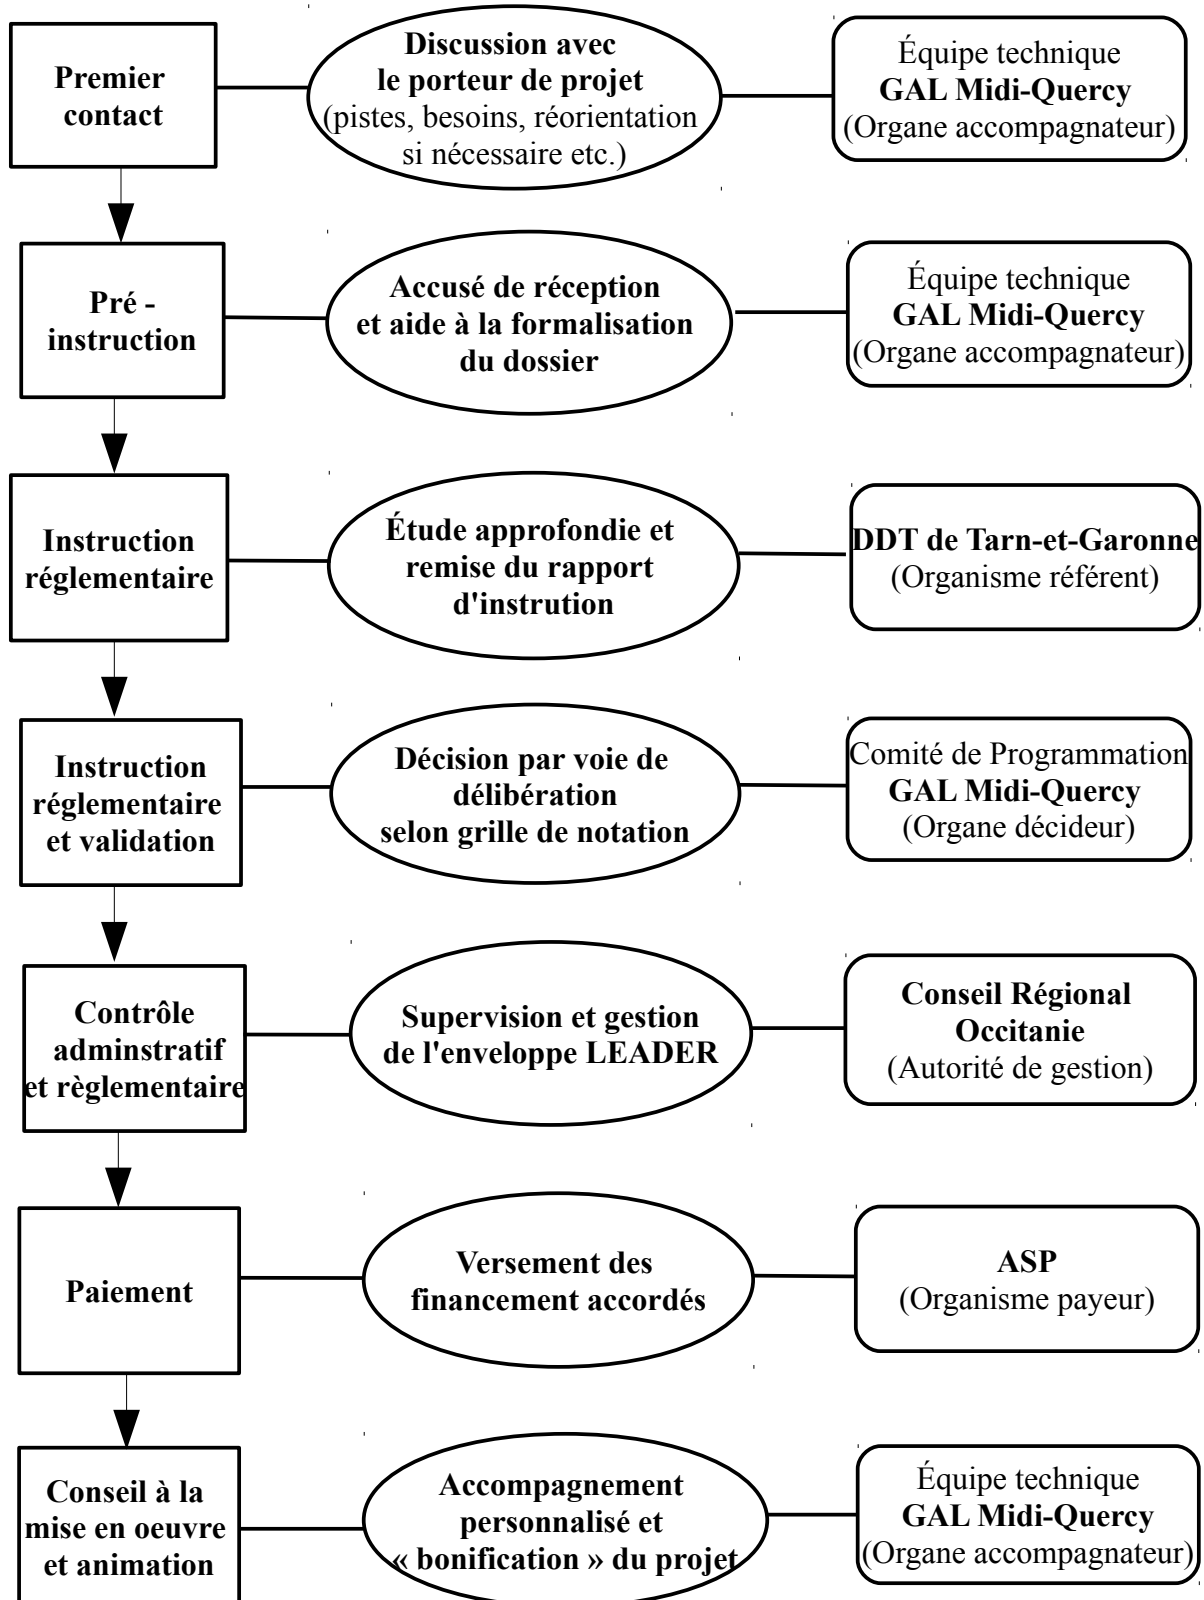 Premier
contact
Discussion avec
le porteur de projet
(pistes, besoins, réorientation
si nécessaire etc.)
Équipe technique
GAL Midi-Quercy
(Organe accompagnateur)
Pré -
instruction
Accusé de réception
et aide à la formalisation
du dossier
Équipe technique
GAL Midi-Quercy
(Organe accompagnateur)
Instruction
réglementaire
Étude approfondie et
remise du rapport
d'instrution
DDT de Tarn-et-Garonne
(Organisme référent)
Instruction
réglementaire
et validation
Décision par voie de
délibération
selon grille de notation
Comité de Programmation
GAL Midi-Quercy
(Organe décideur)
Contrôle
adminstratif
et règlementaire
Supervision et gestion
de l'enveloppe LEADER
Conseil Régional
Occitanie
(Autorité de gestion)
Paiement
Versement des
financement accordés
ASP
(Organisme payeur)
Conseil à la
mise en oeuvre
et animation
Accompagnement
personnalisé et
« bonification » du projet
Équipe technique
GAL Midi-Quercy
(Organe accompagnateur)